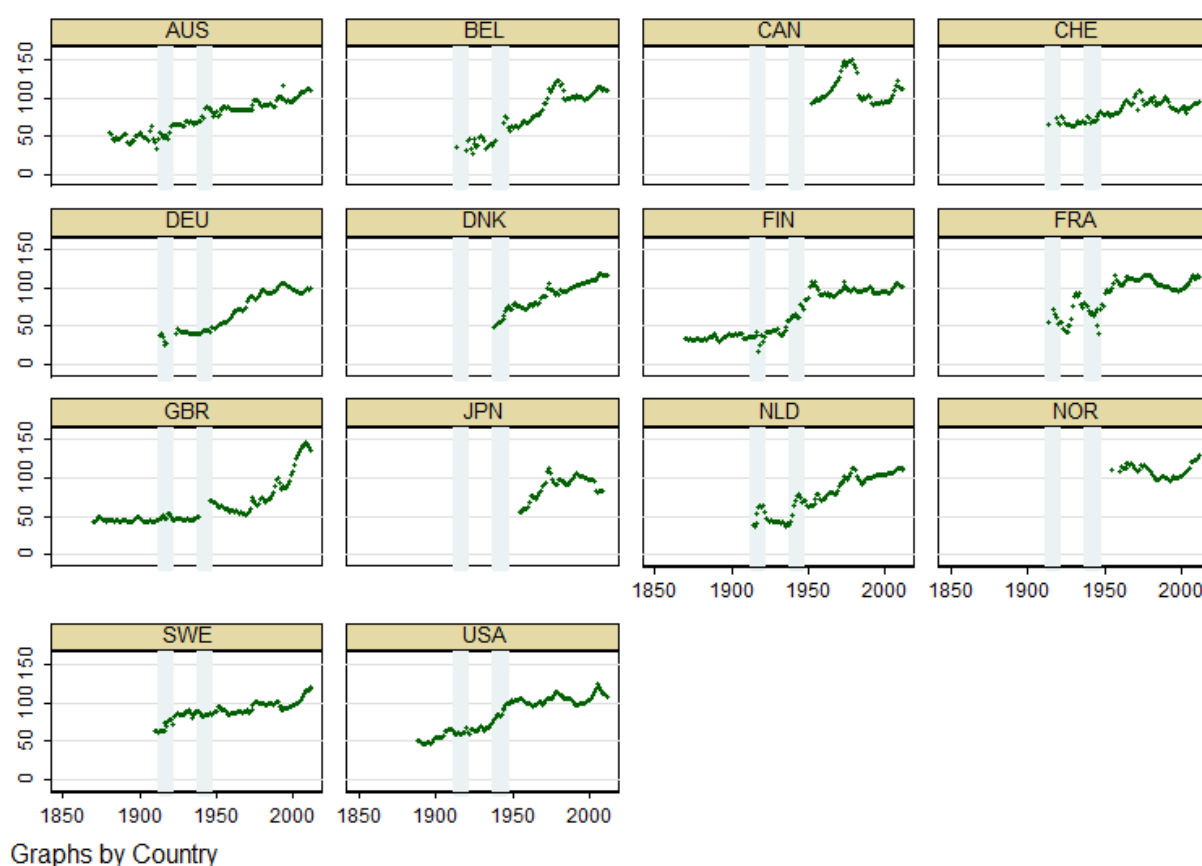 AUS BEL CAN CHE
0 50 100 150
DEU DNK FIN FRA
0 50 100 150
GBR JPN NLD NOR
0 50 100 150
1850 1900 1950 2000 1850 1900 1950 2000
SWE USA
0 50 100 150
1850 1900 1950 2000 1850 1900 1950 2000
Graphs by Country